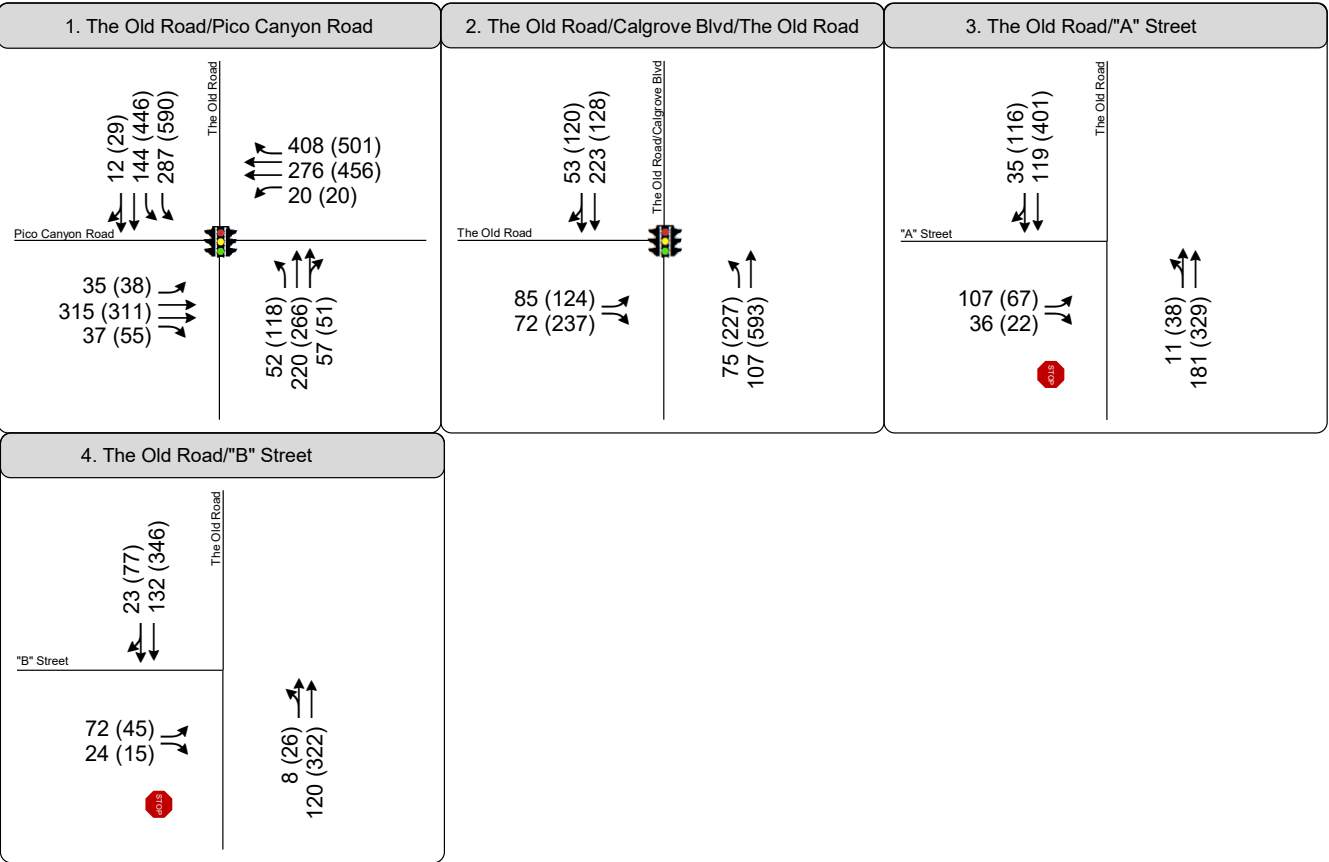 1. The Old Road/Pico Canyon Road
12 (29)
144 (446)
287 (590)
The Old Road
408 (501)
276 (456)
20 (20)
Pico Canyon Road
35 (38)
315 (311)
37 (55)
52 (118)
220 (266)
57 (51)
2. The Old Road/Calgrove Blvd/The Old Road
53 (120)
223 (128)
The Old Road/Calgrove Blvd
The Old Road
85 (124)
72 (237)
75 (227)
107 (593)
3. The Old Road/"A" Street
35 (116)
119 (401)
The Old Road
"A" Street
107 (67)
36 (22)
STOP
11 (38)
181 (329)
4. The Old Road/"B" Street
23 (77)
132 (346)
The Old Road
"B" Street
72 (45)
24 (15)
STOP
8 (26)
120 (322)